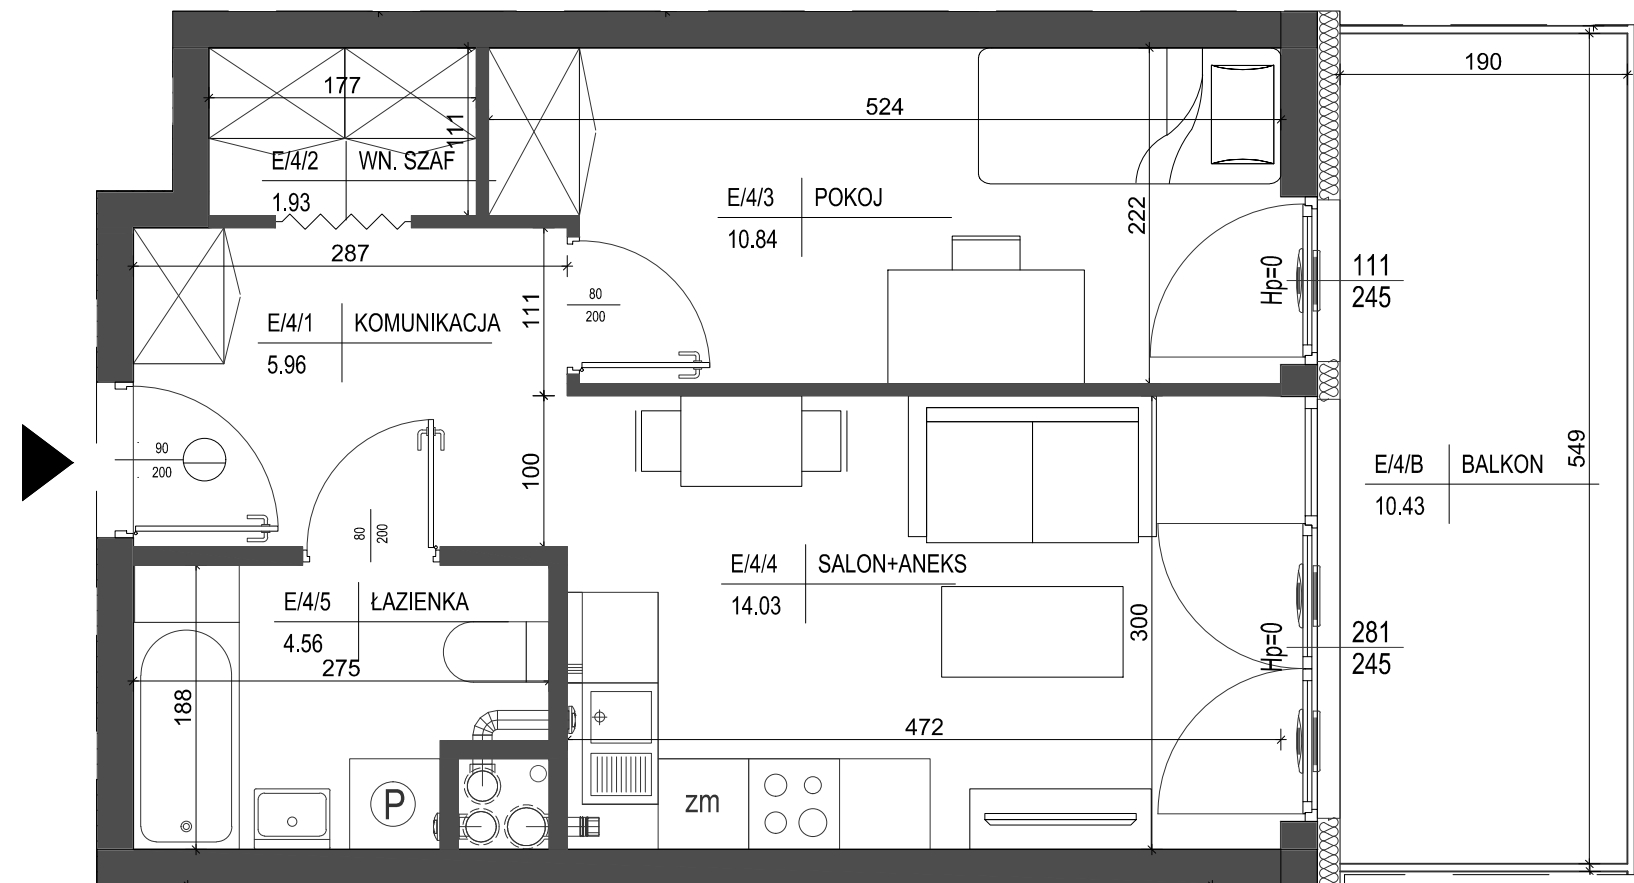 190
177
524
111
E/4/2 WN. SZAF
1.93
E/4/3 POKOJ
10.84
222
287
Hp=0
111
245
80
200
111
E/4/1 KOMUNIKACJA
5.96
90
200
100
549
E/4/B BALKON
10.43
80
200
E/4/4 SALON+ANEKS
14.03
E/4/5 ŁAZIENKA
4.56
300
Hp=0
281
245
275
188
472
P
zm